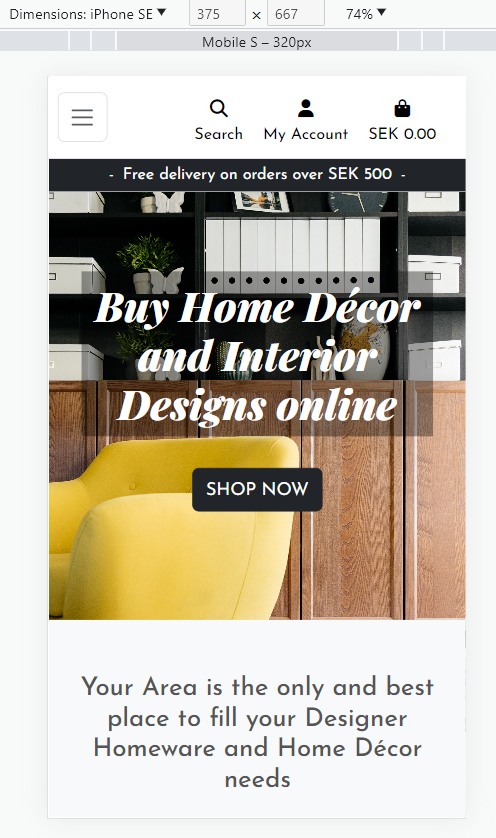 Dimensions: iPhone SE ▼ 375 × 667 74% ▼
Mobile S – 320px
Search My Account SEK 0.00
- Free delivery on orders over SEK 500 -
Buy Home Décor
and Interior
Designs online
SHOP NOW
Your Area is the only and best
place to fill your Designer
Homeware and Home Décor
needs